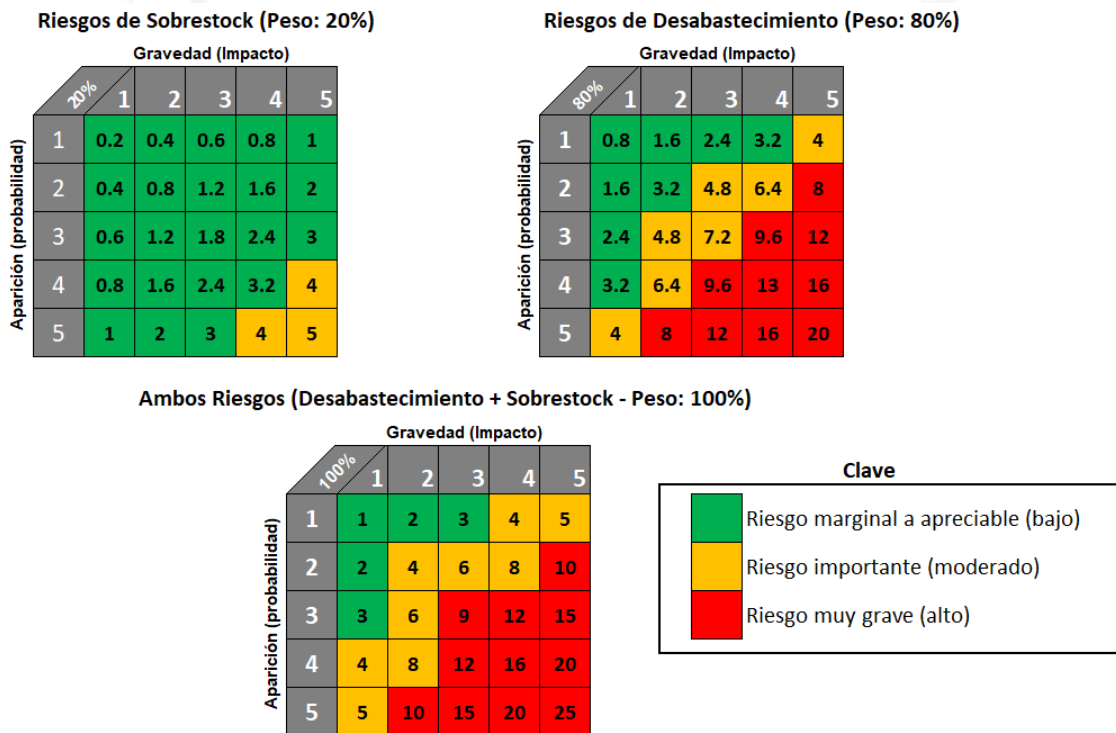 Riesgos de Sobrestock (Peso: 20%)
Gravedad (Impacto)
20% 1 2 3 4 5
Aparición (probabilidad)
1 0.2 0.4 0.6 0.8 1
2 0.4 0.8 1.2 1.6 2
3 0.6 1.2 1.8 2.4 3
4 0.8 1.6 2.4 3.2 4
5 1 2 3 4 5
Riesgos de Desabastecimiento (Peso: 80%)
Gravedad (Impacto)
80% 1 2 3 4 5
Aparición (probabilidad)
1 0.8 1.6 2.4 3.2 4
2 1.6 3.2 4.8 6.4 8
3 2.4 4.8 7.2 9.6 12
4 3.2 6.4 9.6 13 16
5 4 8 12 16 20
Ambos Riesgos (Desabastecimiento + Sobrestock - Peso: 100%)
Gravedad (Impacto)
100% 1 2 3 4 5
Aparición (probabilidad)
1 1 2 3 4 5
2 2 4 6 8 10
3 3 6 9 12 15
4 4 8 12 16 20
5 5 10 15 20 25
Clave
Riesgo marginal a apreciable (bajo)
Riesgo importante (moderado)
Riesgo muy grave (alto)